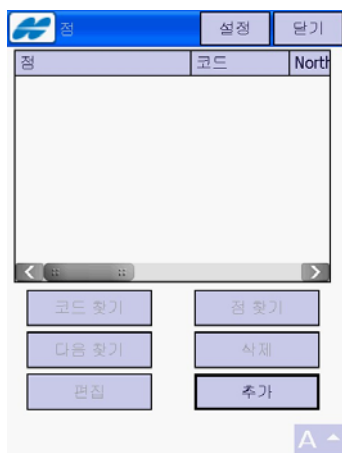 점 설정 닫기
점 코드 North
코드 찾기 점 찾기
다음 찾기 삭제
편집 추가
A